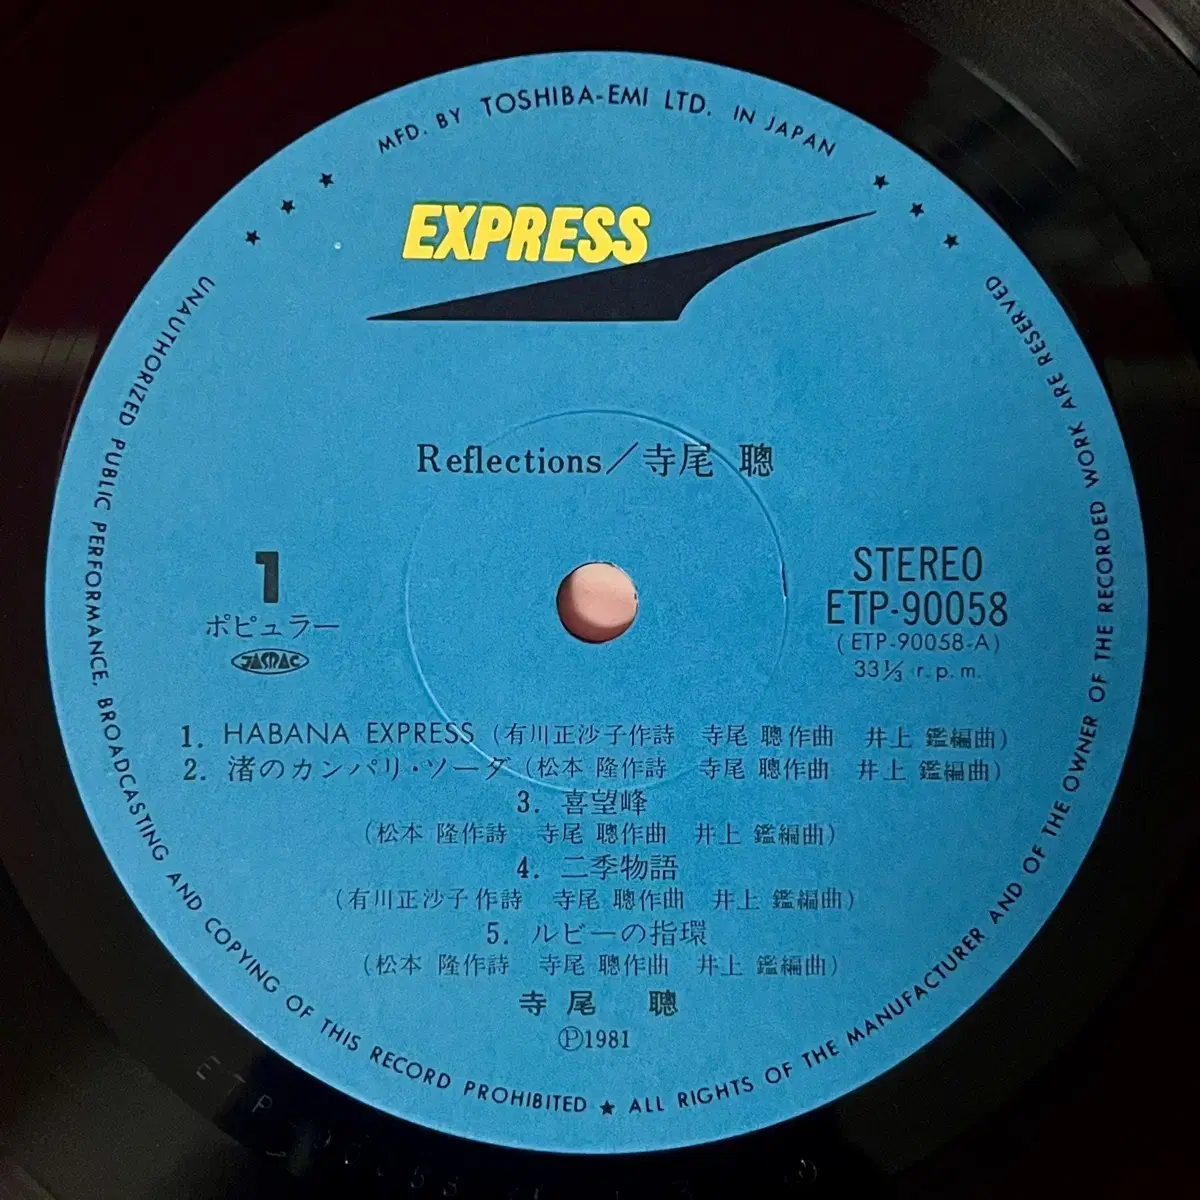 MFD. BY TOSHIBA-EMI LTD. IN JAPAN
EXPRESS
Reflections／寺尾 聰
1
ポピュラー
JASRAC
STEREO
ETP-90058
(ETP-90058-A)
33⅓ r.p.m.
1. HABANA EXPRESS (有川正沙子作詩 寺尾 聰作曲 井上 鑑編曲)
2. 渚のカンパリ・ソーダ (松本 隆作詩 寺尾 聰作曲 井上 鑑編曲)
3. 喜望峰
(松本 隆作詩 寺尾 聰作曲 井上 鑑編曲)
4. 二季物語
(有川正沙子作詩 寺尾 聰作曲 井上 鑑編曲)
5. ルビーの指環
(松本 隆作詩 寺尾 聰作曲 井上 鑑編曲)
寺尾 聰
Ⓟ1981
UNAUTHORIZED PUBLIC PERFORMANCE, BROADCASTING AND COPYING OF THIS RECORD PROHIBITED ★ ALL RIGHTS OF THE MANUFACTURER AND OF THE OWNER OF THE RECORDED WORK ARE RESERVED